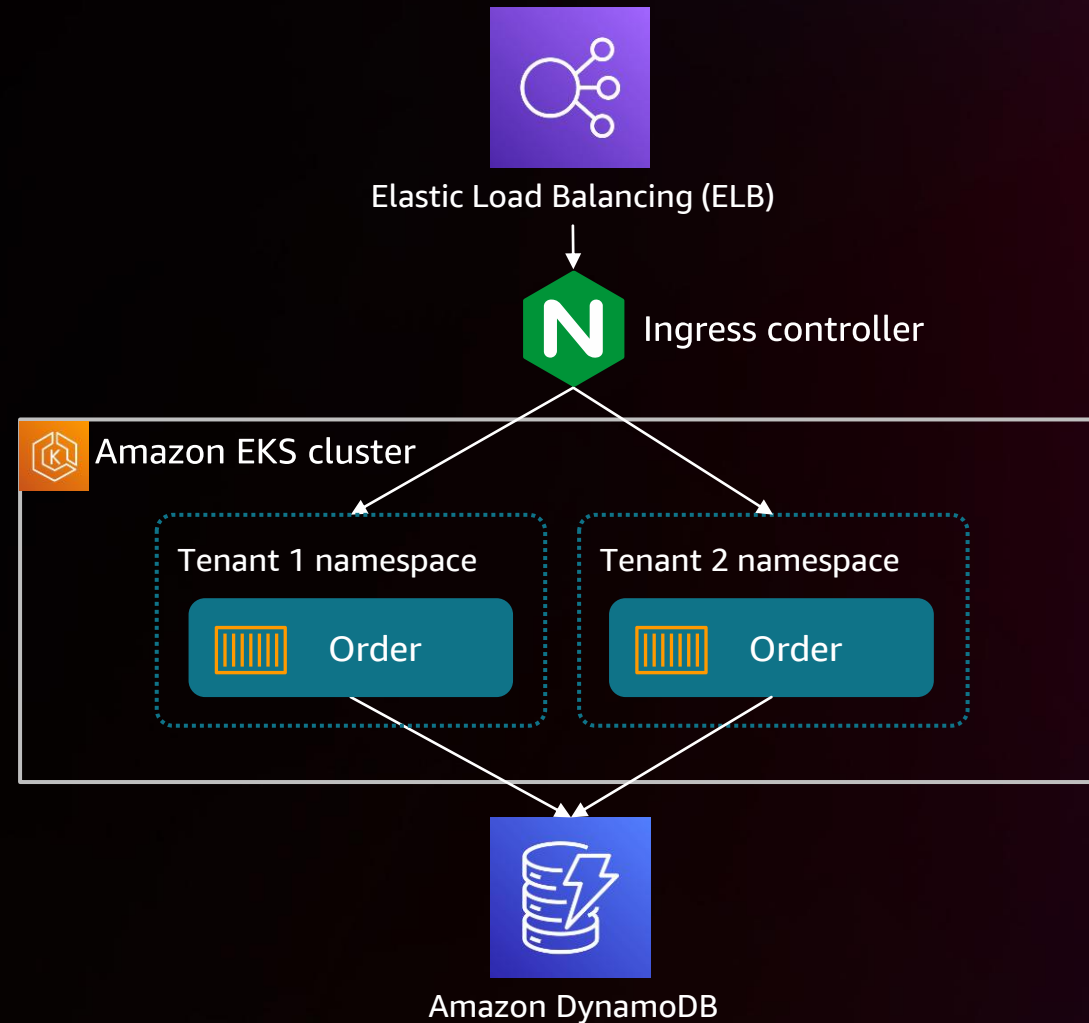 Elastic Load Balancing (ELB)
N
Ingress controller
K
Amazon EKS cluster
Tenant 1 namespace
Tenant 2 namespace
Order
Order
Amazon DynamoDB